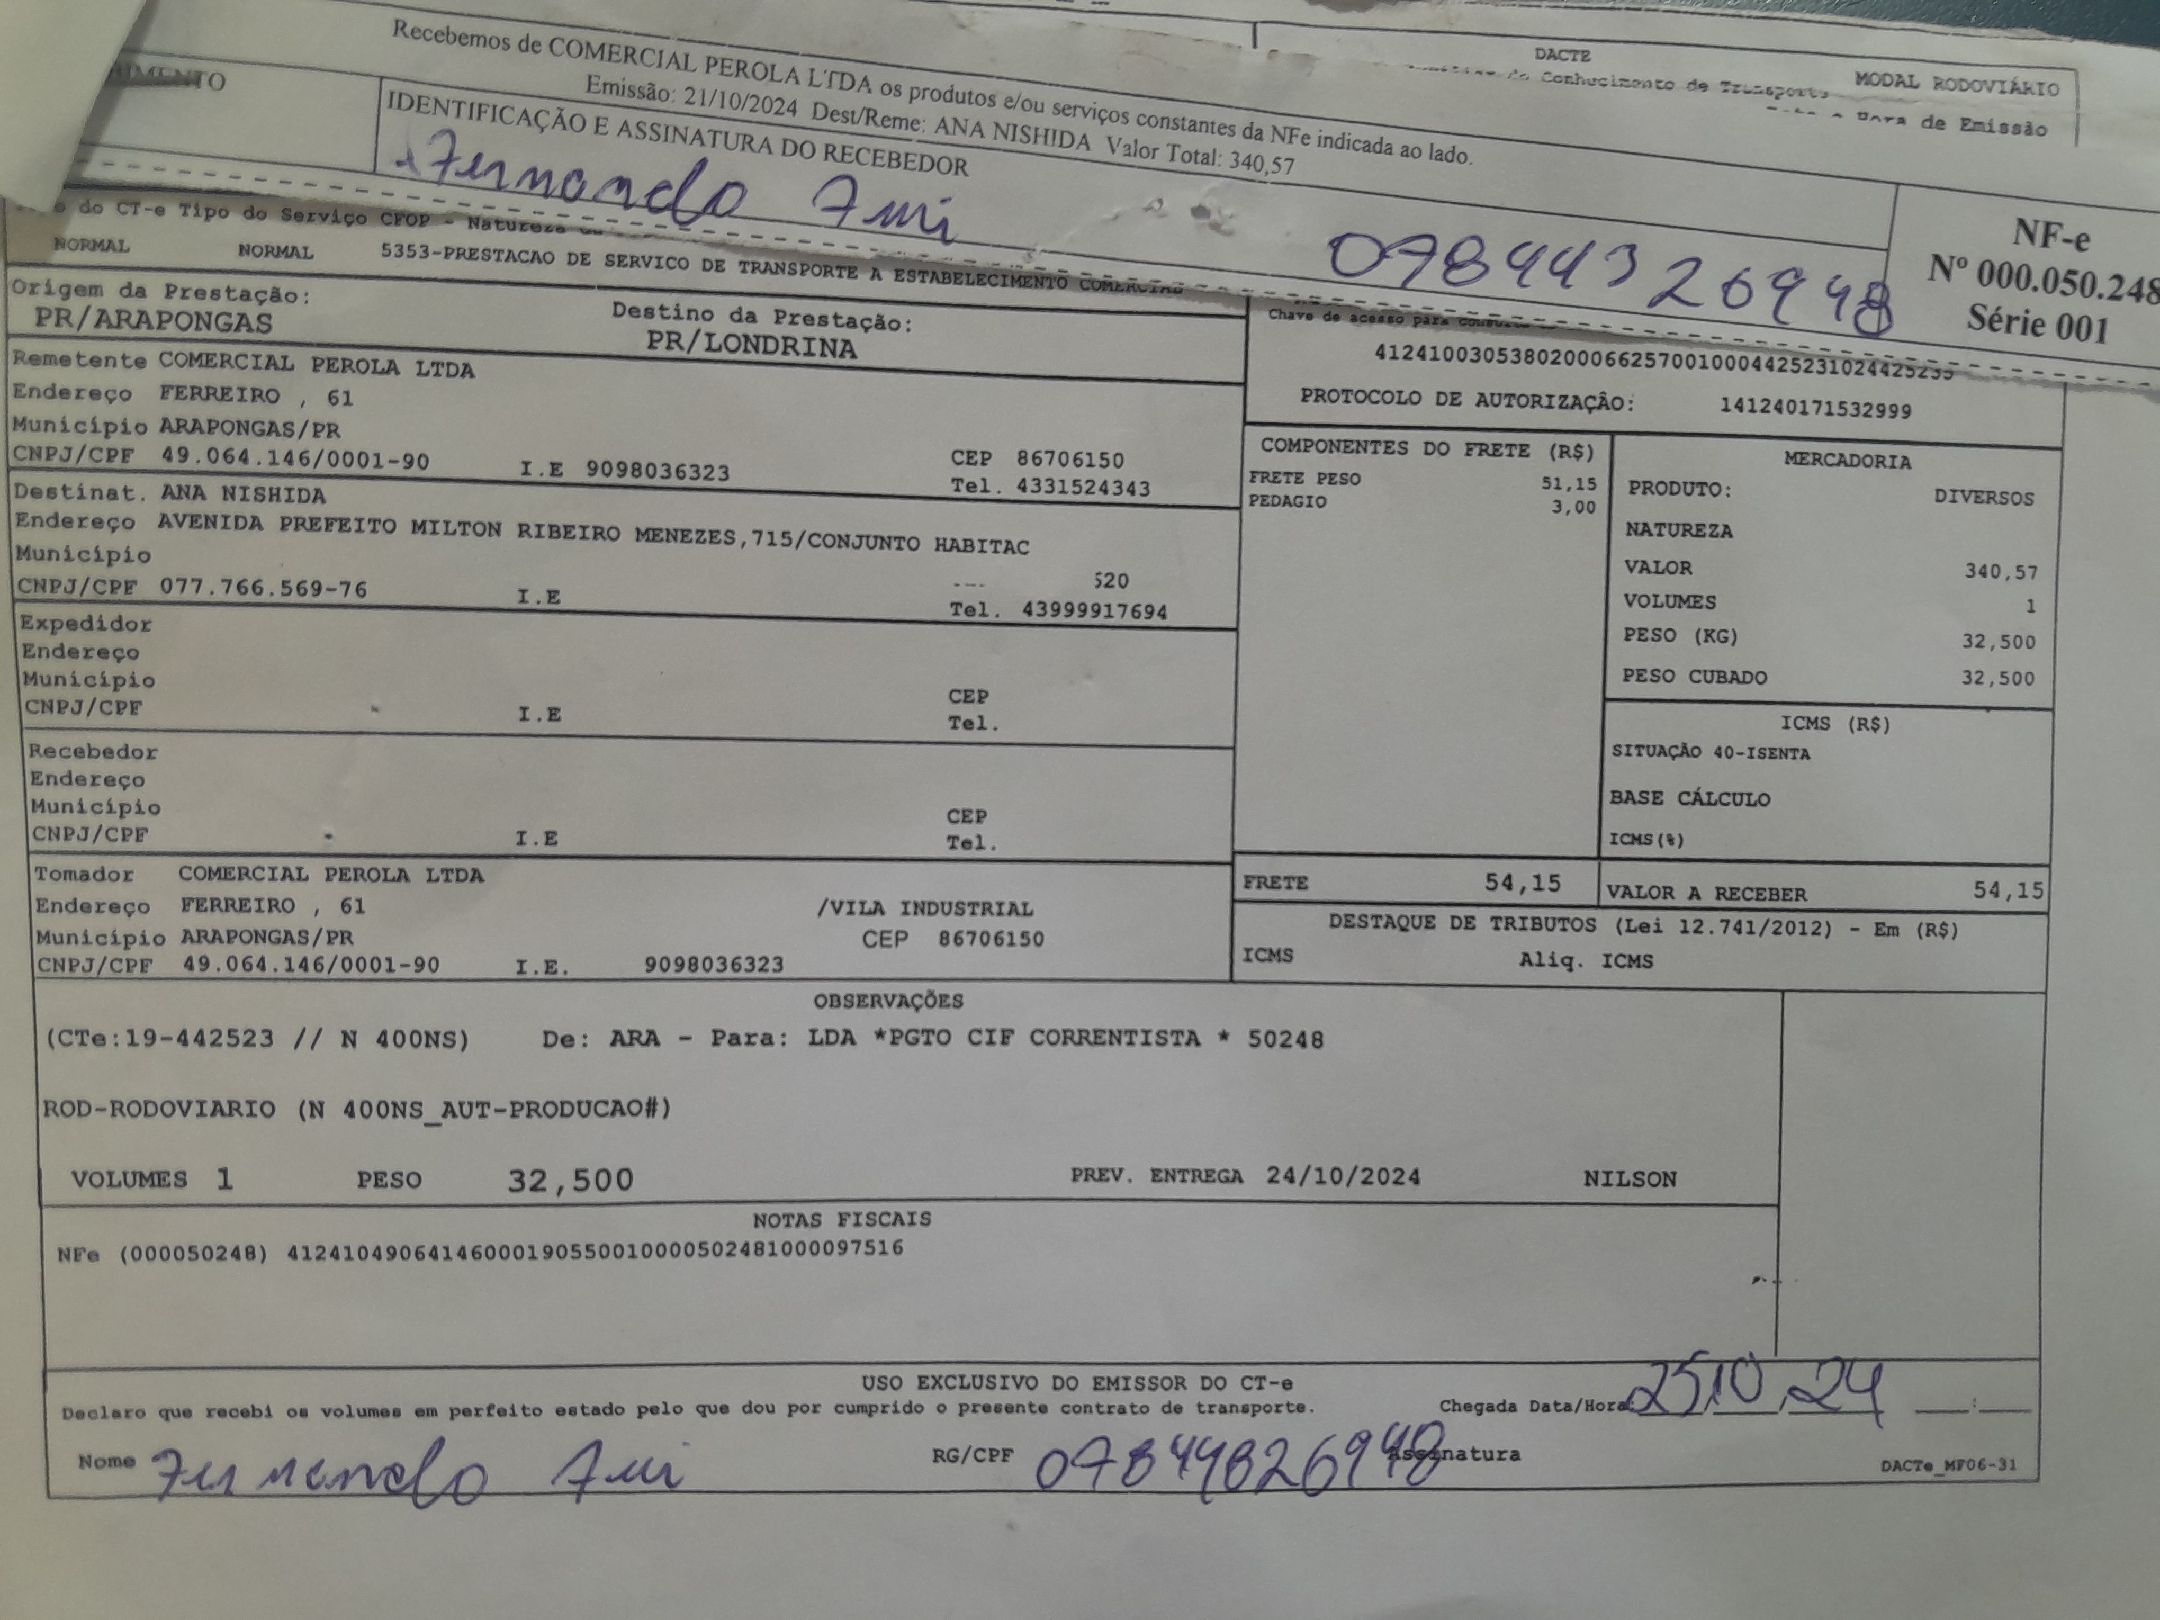 Recebemos de COMERCIAL PEROLA LTDA os produtos e/ou serviços constantes da NFe indicada ao lado.
Emissão: 21/10/2024 Dest/Reme: ANA NISHIDA Valor Total: 340,57
IDENTIFICAÇÃO E ASSINATURA DO RECEBEDOR
Fernando
NF-e
Nº 000.050.248
Série 001
DACTE
Conhecimento de Transporte
MODAL RODOVIÁRIO
de Emissão
do CT-e Tipo do Serviço CFOP - Natureza
NORMAL NORMAL 5353-PRESTACAO DE SERVICO DE TRANSPORTE A ESTABELECIMENTO COMERCIAL
Origem da Prestação: Destino da Prestação:
PR/ARAPONGAS PR/LONDRINA
Chave de acesso para
PROTOCOLO DE AUTORIZAÇÃO: 141240171532999
Remetente COMERCIAL PEROLA LTDA
Endereço FERREIRO , 61
Município ARAPONGAS/PR
CNPJ/CPF 49.064.146/0001-90 I.E 9098036323 CEP 86706150
Tel. 4331524343
Destinat. ANA NISHIDA
Endereço AVENIDA PREFEITO MILTON RIBEIRO MENEZES,715/CONJUNTO HABITAC
Município
520
CNPJ/CPF 077.766.569-76 I.E Tel. 43999917694
Expedidor
Endereço
Município CEP
CNPJ/CPF I.E Tel.
Recebedor
Endereço
Município CEP
CNPJ/CPF I.E Tel.
Tomador COMERCIAL PEROLA LTDA
Endereço FERREIRO , 61 /VILA INDUSTRIAL
Município ARAPONGAS/PR CEP 86706150
CNPJ/CPF 49.064.146/0001-90 I.E. 9098036323
COMPONENTES DO FRETE (R$)
FRETE PESO 51,15
PEDAGIO 3,00
MERCADORIA
PRODUTO: DIVERSOS
NATUREZA
VALOR 340,57
VOLUMES 1
PESO (KG) 32,500
PESO CUBADO 32,500
ICMS (R$)
SITUAÇÃO 40-ISENTA
BASE CÁLCULO
ICMS(%)
FRETE 54,15 VALOR A RECEBER 54,15
DESTAQUE DE TRIBUTOS (Lei 12.741/2012) - Em (R$)
ICMS Aliq. ICMS
OBSERVAÇÕES
(CTe:19-442523 // N 400NS) De: ARA - Para: LDA *PGTO CIF CORRENTISTA * 50248
ROD-RODOVIARIO (N 400NS_AUT-PRODUCAO#)
VOLUMES 1 PESO 32,500 PREV. ENTREGA 24/10/2024 NILSON
NOTAS FISCAIS
NFe (000050248) 41241049064146000190550010000502481000097516
USO EXCLUSIVO DO EMISSOR DO CT-e
Declaro que recebi os volumes em perfeito estado pelo que dou por cumprido o presente contrato de transporte. Chegada Data/Hora: 25 10 24 :
Nome Fernando RG/CPF Assinatura
DACTe_MF06-31